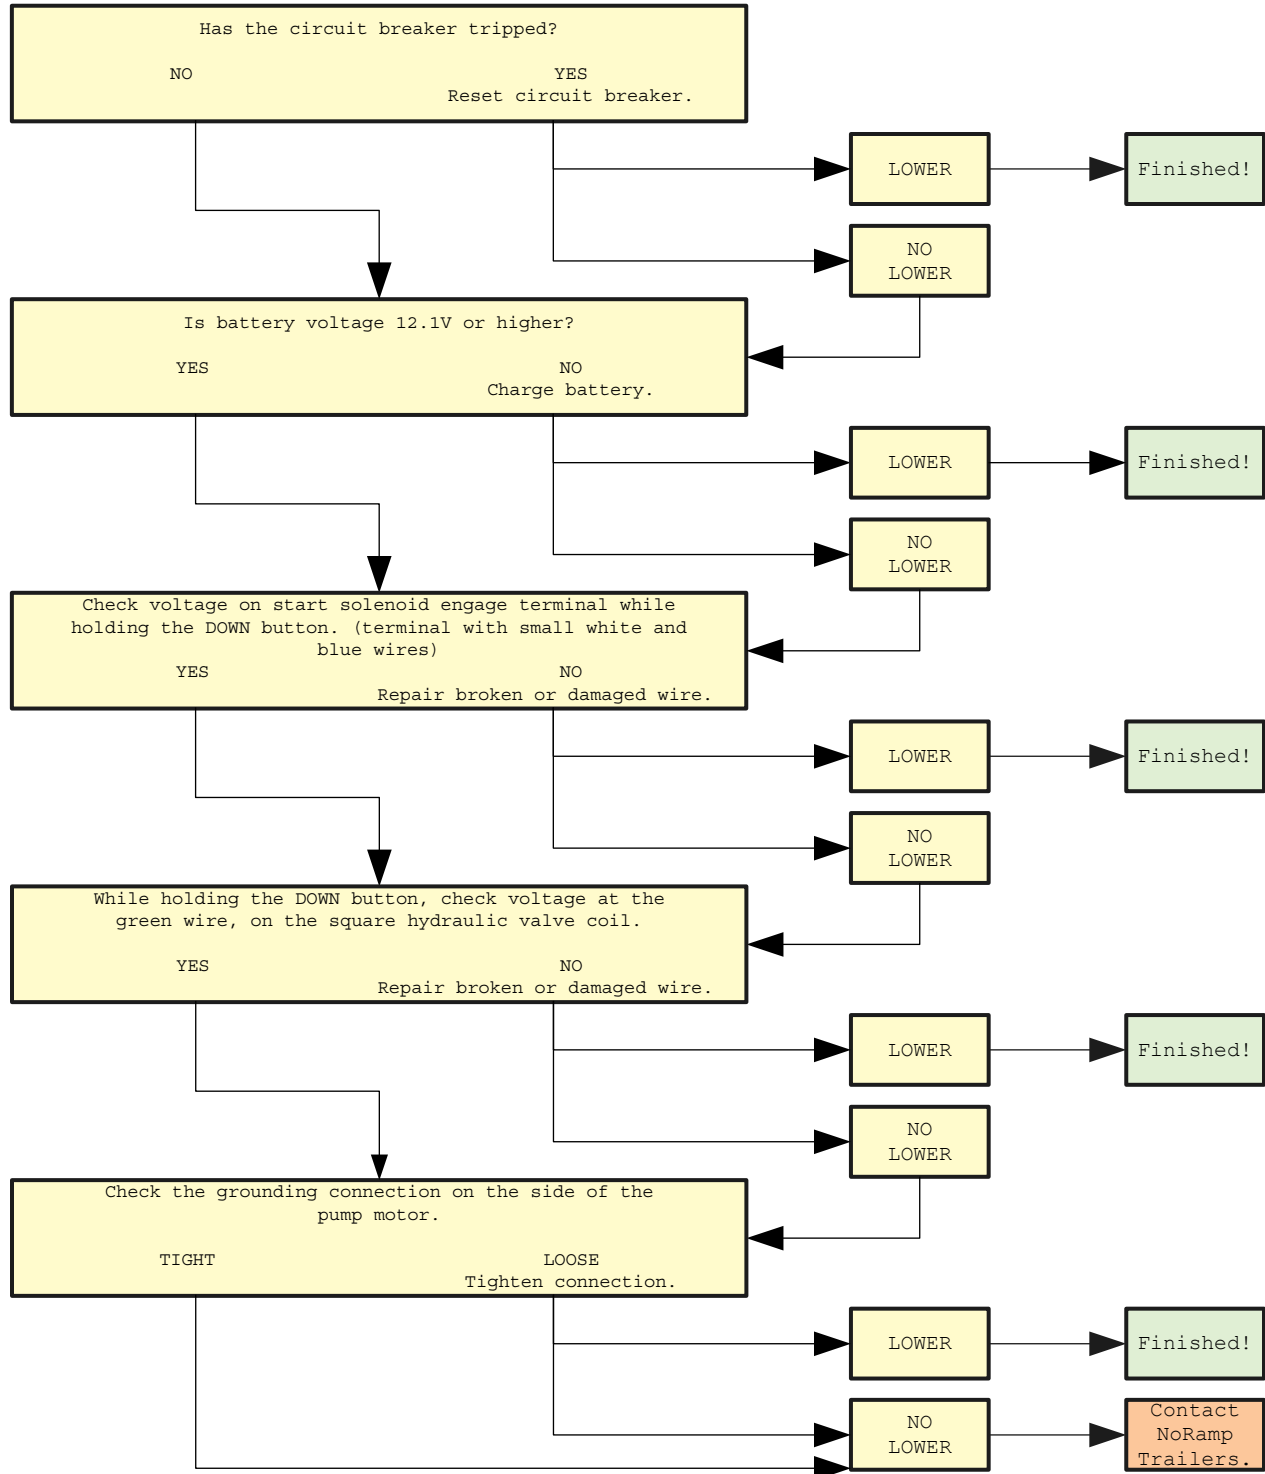 Has the circuit breaker tripped?
NO
YES
Reset circuit breaker.
LOWER
Finished!
NO
LOWER
Is battery voltage 12.1V or higher?
YES
NO
Charge battery.
LOWER
Finished!
NO
LOWER
Check voltage on start solenoid engage terminal while
holding the DOWN button. (terminal with small white and
blue wires)
YES
NO
Repair broken or damaged wire.
LOWER
Finished!
NO
LOWER
While holding the DOWN button, check voltage at the
green wire, on the square hydraulic valve coil.
YES
NO
Repair broken or damaged wire.
LOWER
Finished!
NO
LOWER
Check the grounding connection on the side of the
pump motor.
TIGHT
LOOSE
Tighten connection.
LOWER
Finished!
NO
LOWER
Contact
NoRamp
Trailers.